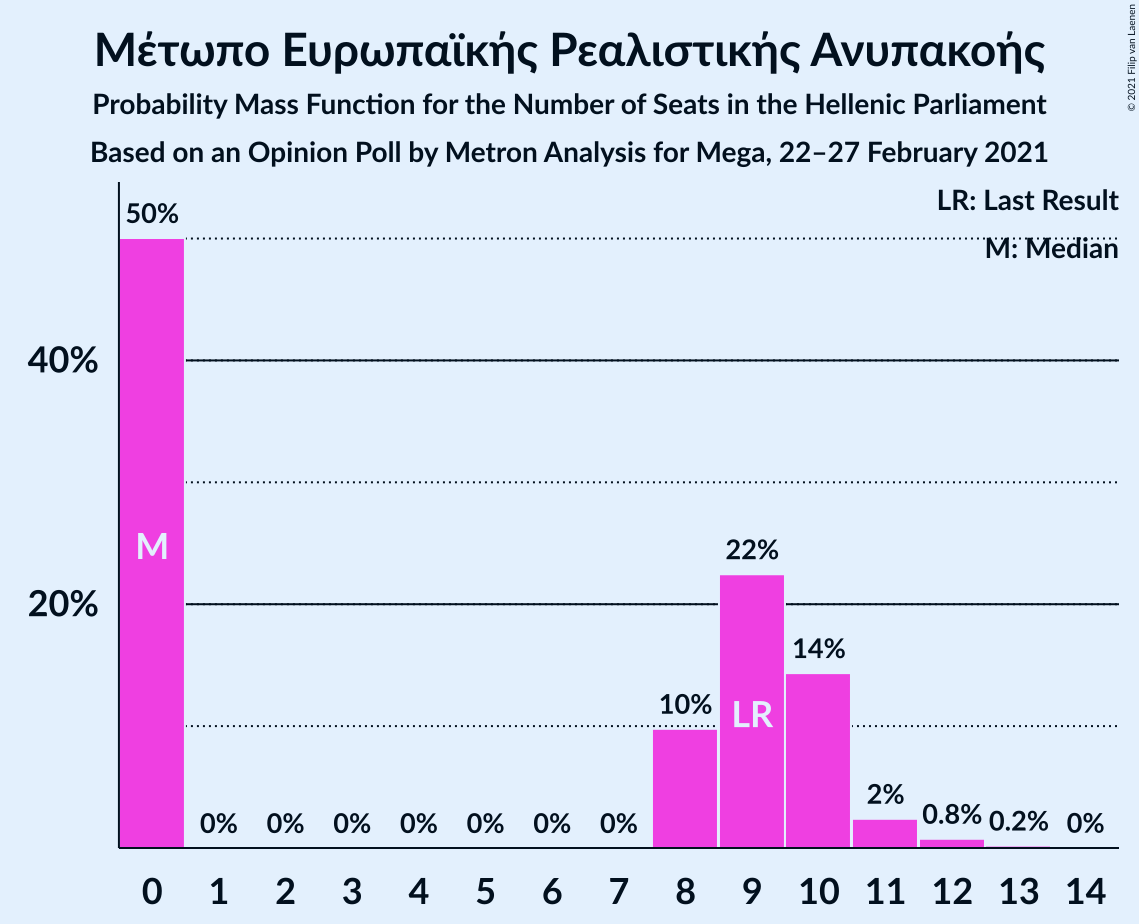 Μέτωπο Ευρωπαϊκής Ρεαλιστικής Ανυπακοής
Probability Mass Function for the Number of Seats in the Hellenic Parliament
Based on an Opinion Poll by Metron Analysis for Mega, 22–27 February 2021
© 2021 Filip van Laenen
LR: Last Result
M: Median
50%
40%
20%
M
0%
0%
0%
0%
0%
0%
0%
10%
22%
LR
14%
2%
0.8%
0.2%
0%
0 1 2 3 4 5 6 7 8 9 10 11 12 13 14